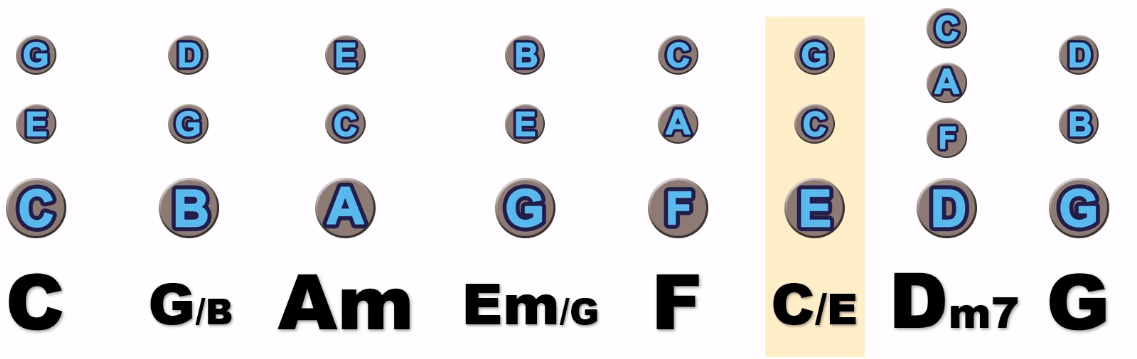 C
G D E B C G A D
E G C E A C F B
C B A G F E D G
C G/B Am Em/G F C/E Dm7 G